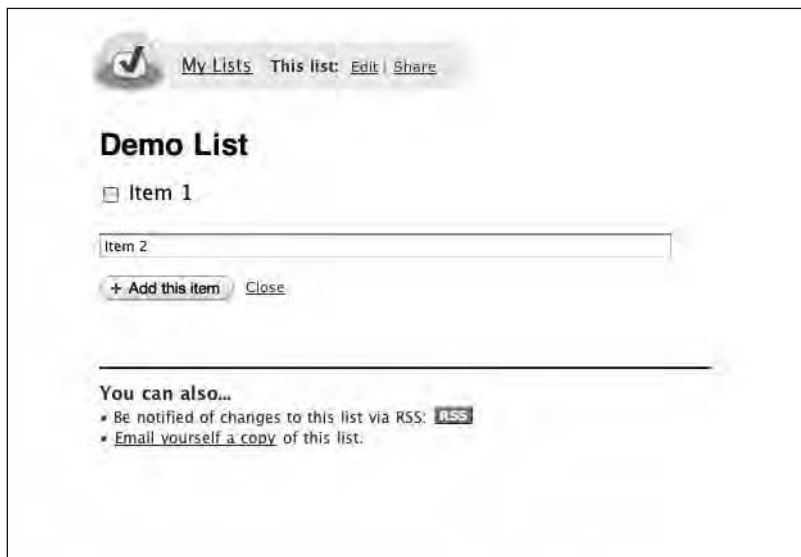 My Lists This list: Edit | Share
Demo List
Item 1
Item 2
+ Add this item Close
You can also...
▪ Be notified of changes to this list via RSS: RSS
▪ Email yourself a copy of this list.